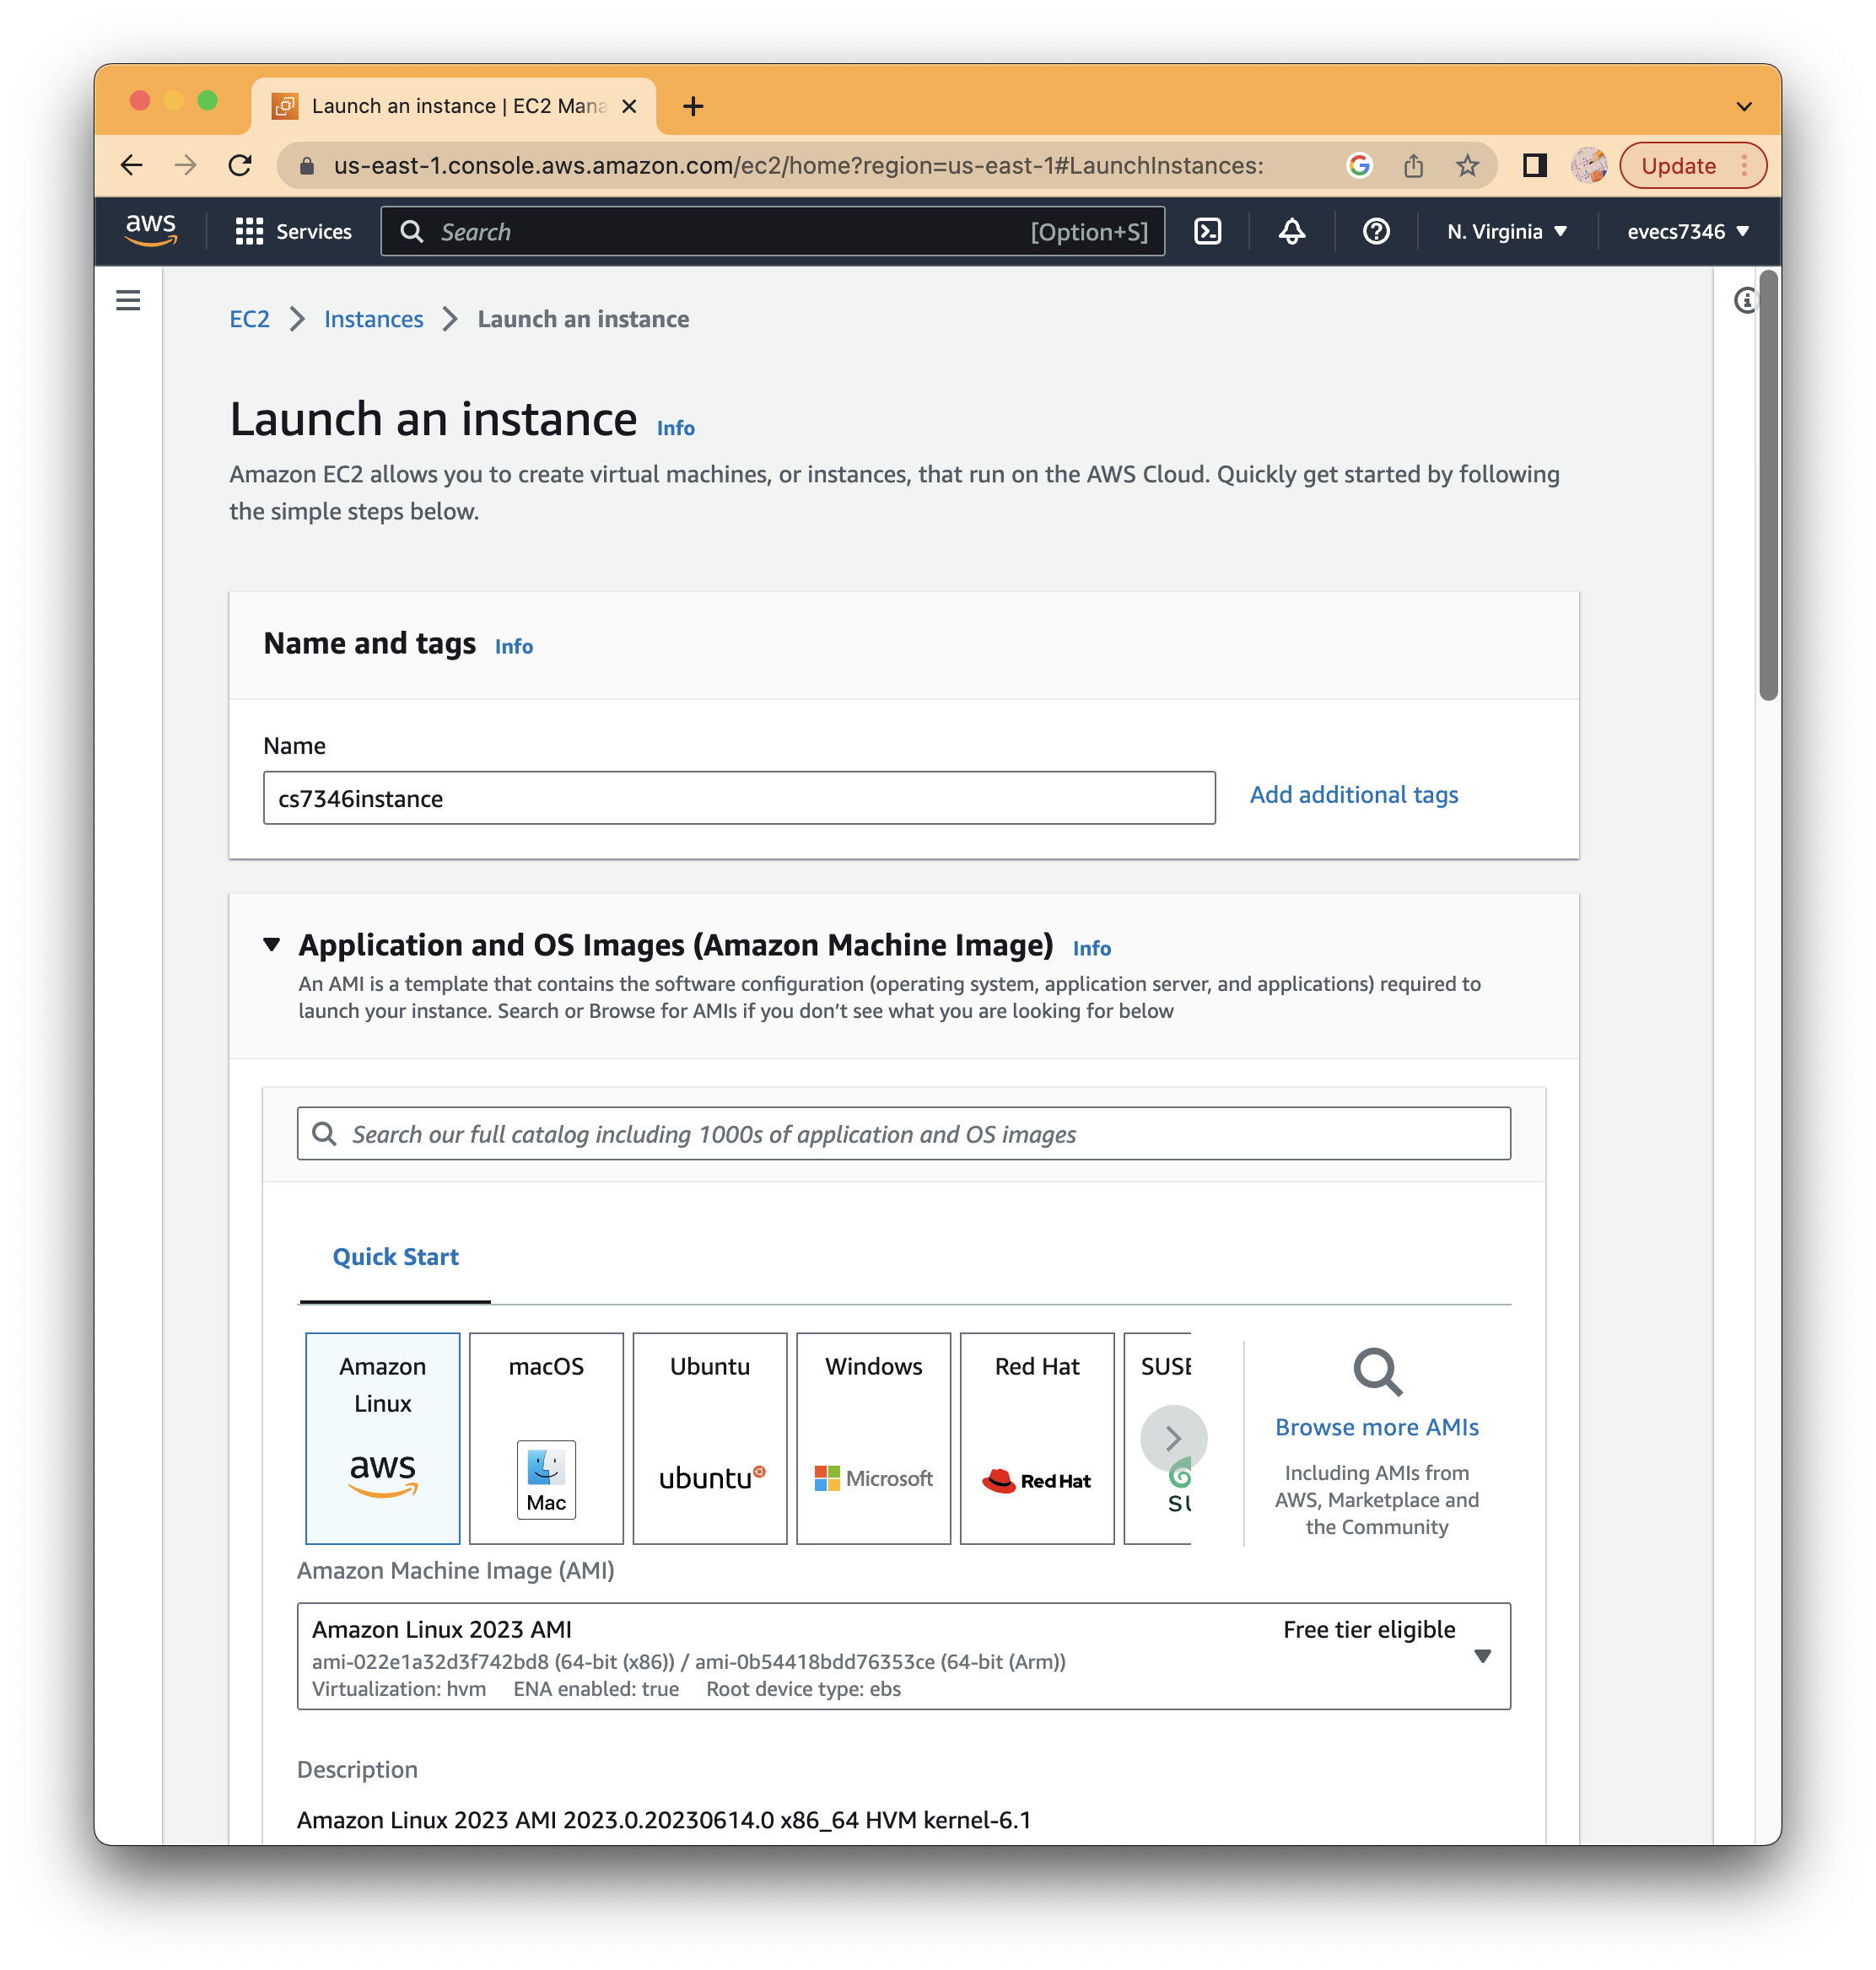 Launch an instance | EC2 Mana
us-east-1.console.aws.amazon.com/ec2/home?region=us-east-1#LaunchInstances:
Update
aws
Services
Search
[Option+S]
N. Virginia
evecs7346
EC2
Instances
Launch an instance
Launch an instance Info
Amazon EC2 allows you to create virtual machines, or instances, that run on the AWS Cloud. Quickly get started by following
the simple steps below.
Name and tags Info
Name
cs7346instance
Add additional tags
Application and OS Images (Amazon Machine Image) Info
An AMI is a template that contains the software configuration (operating system, application server, and applications) required to
launch your instance. Search or Browse for AMIs if you don’t see what you are looking for below
Search our full catalog including 1000s of application and OS images
Quick Start
Amazon
Linux
aws
macOS
Mac
Ubuntu
ubuntu
Windows
Microsoft
Red Hat
Red Hat
SUSE
SU
Browse more AMIs
Including AMIs from
AWS, Marketplace and
the Community
Amazon Machine Image (AMI)
Amazon Linux 2023 AMI
Free tier eligible
ami-022e1a32d3f742bd8 (64-bit (x86)) / ami-0b54418bdd76353ce (64-bit (Arm))
Virtualization: hvm ENA enabled: true Root device type: ebs
Description
Amazon Linux 2023 AMI 2023.0.20230614.0 x86_64 HVM kernel-6.1